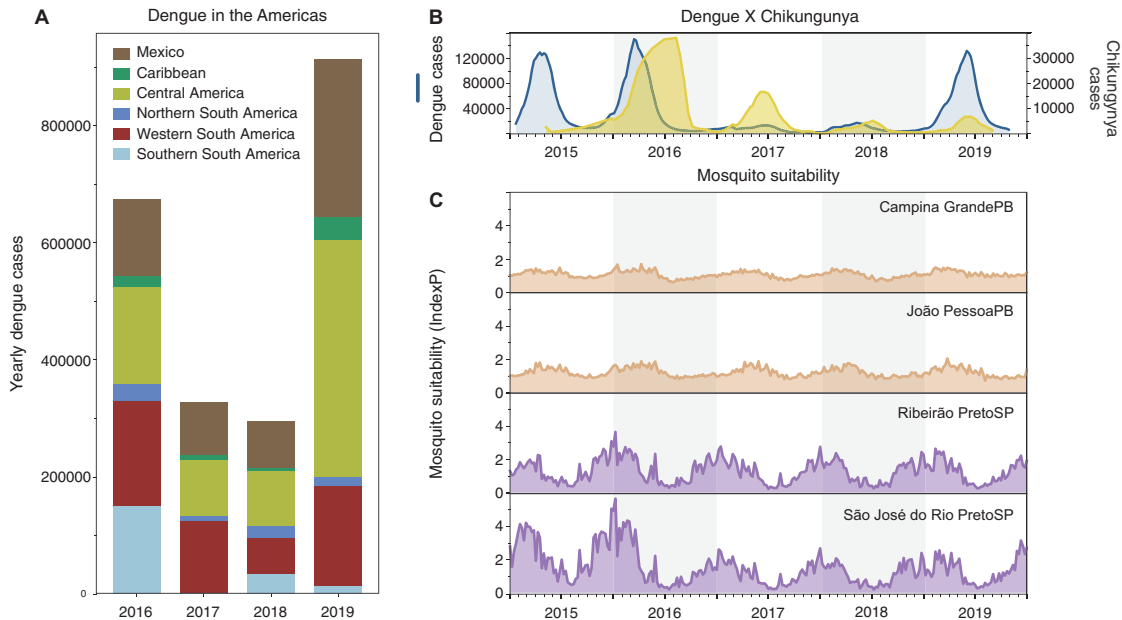 A
Dengue in the Americas
Yearly dengue cases
800000
600000
400000
200000
0
Mexico
Caribbean
Central America
Northern South America
Western South America
Southern South America
2016 2017 2018 2019
B
Dengue X Chikungunya
Dengue cases
120000
80000
40000
Chikungynya
cases
30000
20000
10000
0
2015 2016 2017 2018 2019
C
Mosquito suitability
Mosquito suitability (IndexP)
Campina GrandePB
4
2
0
João PessoaPB
4
2
0
Ribeirão PretoSP
4
2
0
São José do Rio PretoSP
4
2
0
2015 2016 2017 2018 2019